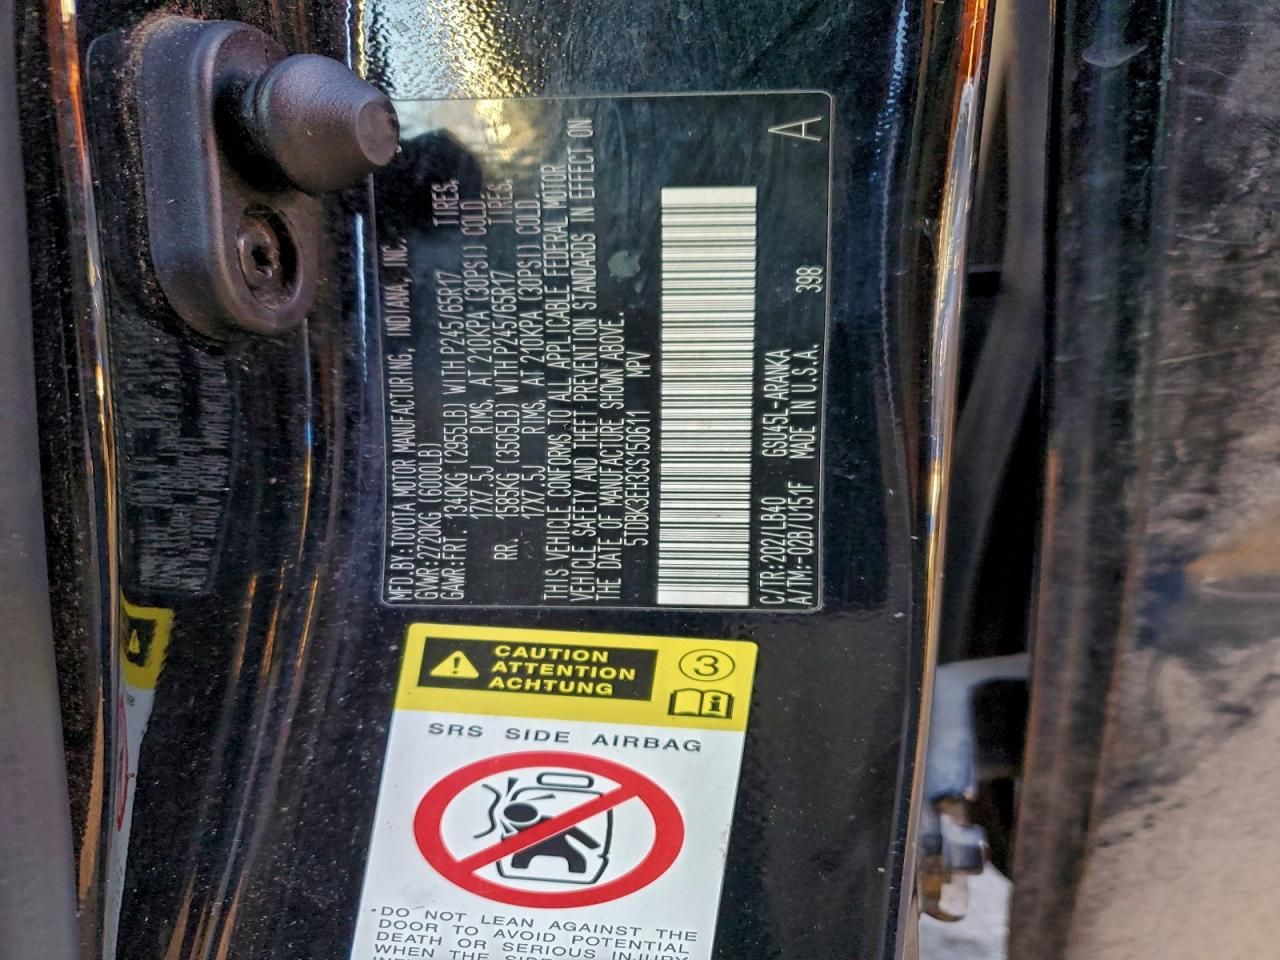 MFD.BY:TOYOTA MOTOR MANUFACTURING, INDIANA, INC.
GVWR:2720KG (6000LB)
GAWR:FRT. 1340KG (2955LB) WITH P245/65R17 TIRES,
17X7.5J RIMS, AT 210KPA (30PSI) COLD
RR. 1585KG (3505LB) WITH P245/65R17 TIRES,
17X7.5J RIMS, AT 210KPA (30PSI) COLD
THIS VEHICLE CONFORMS TO ALL APPLICABLE FEDERAL MOTOR
VEHICLE SAFETY AND THEFT PREVENTION STANDARDS IN EFFECT ON
THE DATE OF MANUFACTURE SHOWN ABOVE.
5TDBK3EH3CS150611 MPV
C/TR:202/LB40 GSU45L-ARANKA
A/TM:-02B/U151F MADE IN U.S.A. 398 A
CAUTION
ATTENTION
ACHTUNG
3
SRS SIDE AIRBAG
DO NOT LEAN AGAINST THE
DOOR TO AVOID POTENTIAL
DEATH OR SERIOUS INJURY
WHEN THE